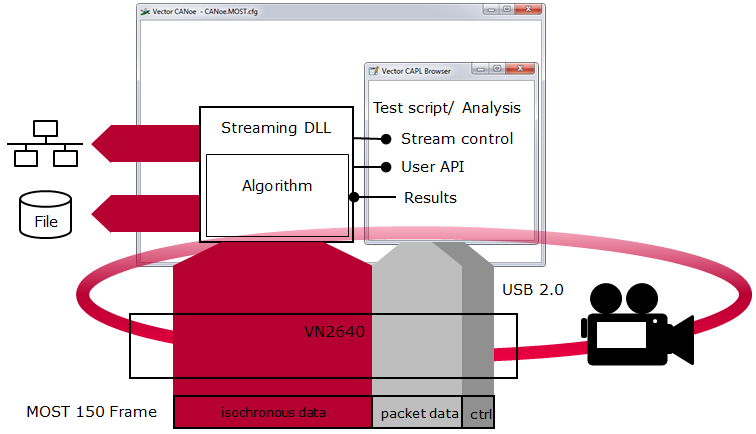 Vector CANoe - CANoe.MOST.cfg
Vector CAPL Browser
Test script/ Analysis
Streaming DLL
Stream control
User API
Algorithm
Results
File
USB 2.0
VN2640
MOST 150 Frame
isochronous data
packet data
ctrl